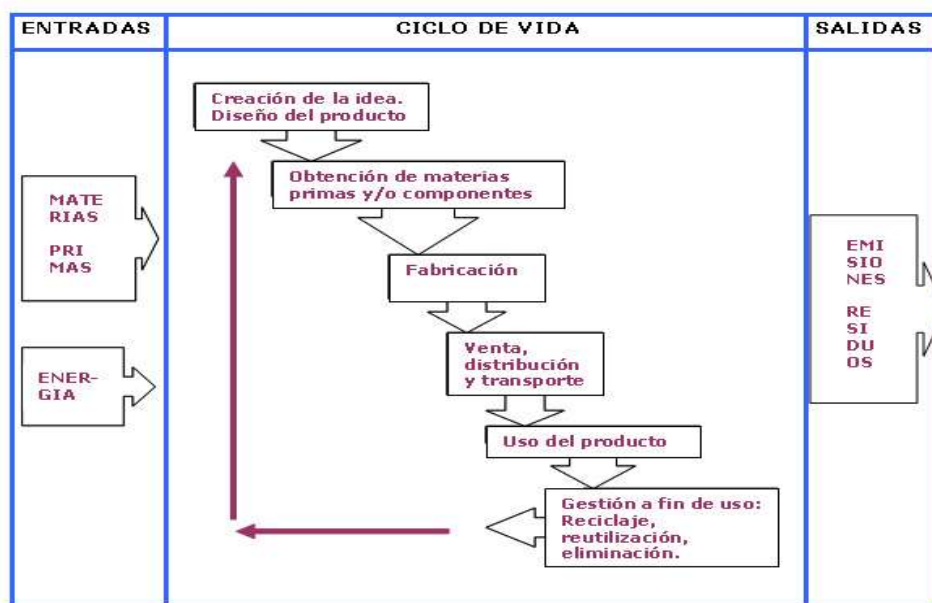 ENTRADAS
CICLO DE VIDA
SALIDAS
Creación de la idea.
Diseño del producto
Obtención de materias
primas y/o componentes
MATE
RIAS
PRI
MAS
Fabricación
EMI
SIO
NES
RE
SI
DU
OS
Venta,
distribución
y transporte
ENER-
GIA
Uso del producto
Gestión a fin de uso:
Reciclaje,
reutilización,
eliminación.